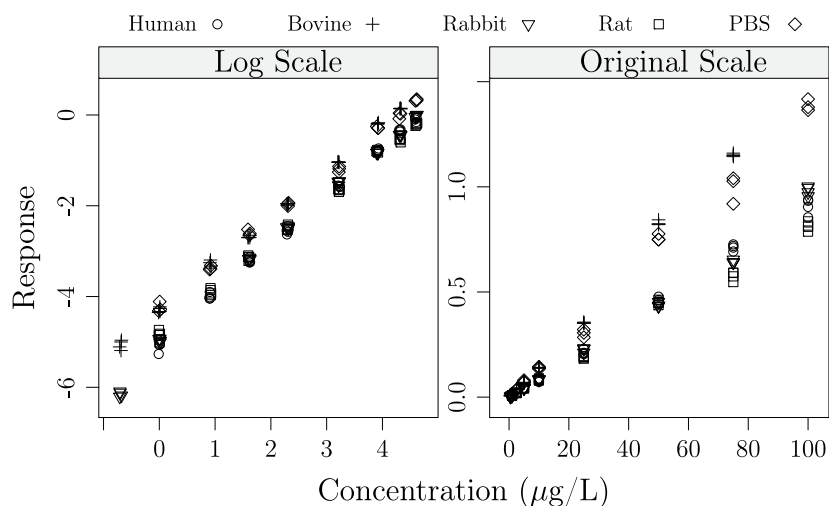 Human Bovine Rabbit Rat PBS
Log Scale Original Scale
Response
0
-2
-4
-6
1.0
0.5
0.0
0 1 2 3 4 0 20 40 60 80 100
Concentration (μg/L)